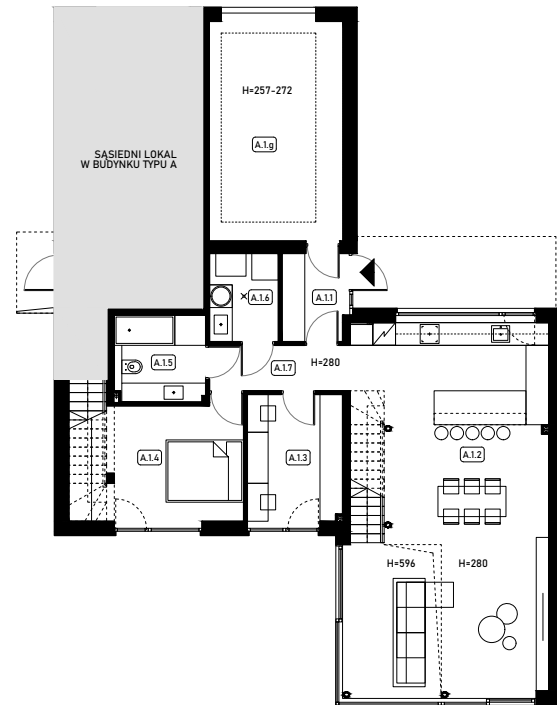 H=257-272
A.1.g
SĄSIEDNI LOKAL
W BUDYNKU TYPU A
A.1.6
A.1.1
A.1.5
A.1.7
H=280
A.1.4
A.1.3
A.1.2
H=596
H=280